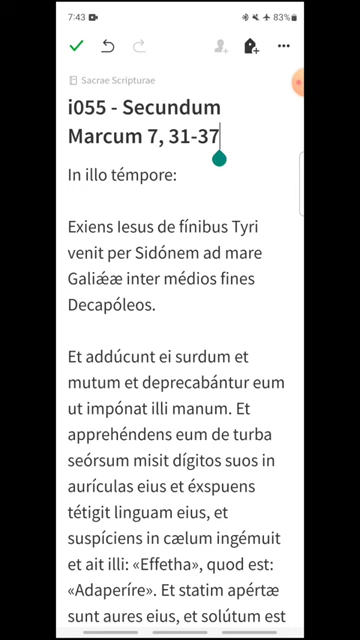 7:43
83%
Sacrae Scripturae
i055 - Secundum
Marcum 7, 31-37
In illo témpore:
Exiens Iesus de fínibus Tyri
venit per Sidónem ad mare
Galiǽæ inter médios fines
Decapóleos.
Et addúcunt ei surdum et
mutum et deprecabántur eum
ut impónat illi manum. Et
apprehéndens eum de turba
seórsum misit dígitos suos in
aurículas eius et éxspuens
tétigit linguam eius, et
suspíciens in cælum ingémuit
et ait illi: «Effetha», quod est:
«Adaperíre». Et statim apértæ
sunt aures eius, et solútum est